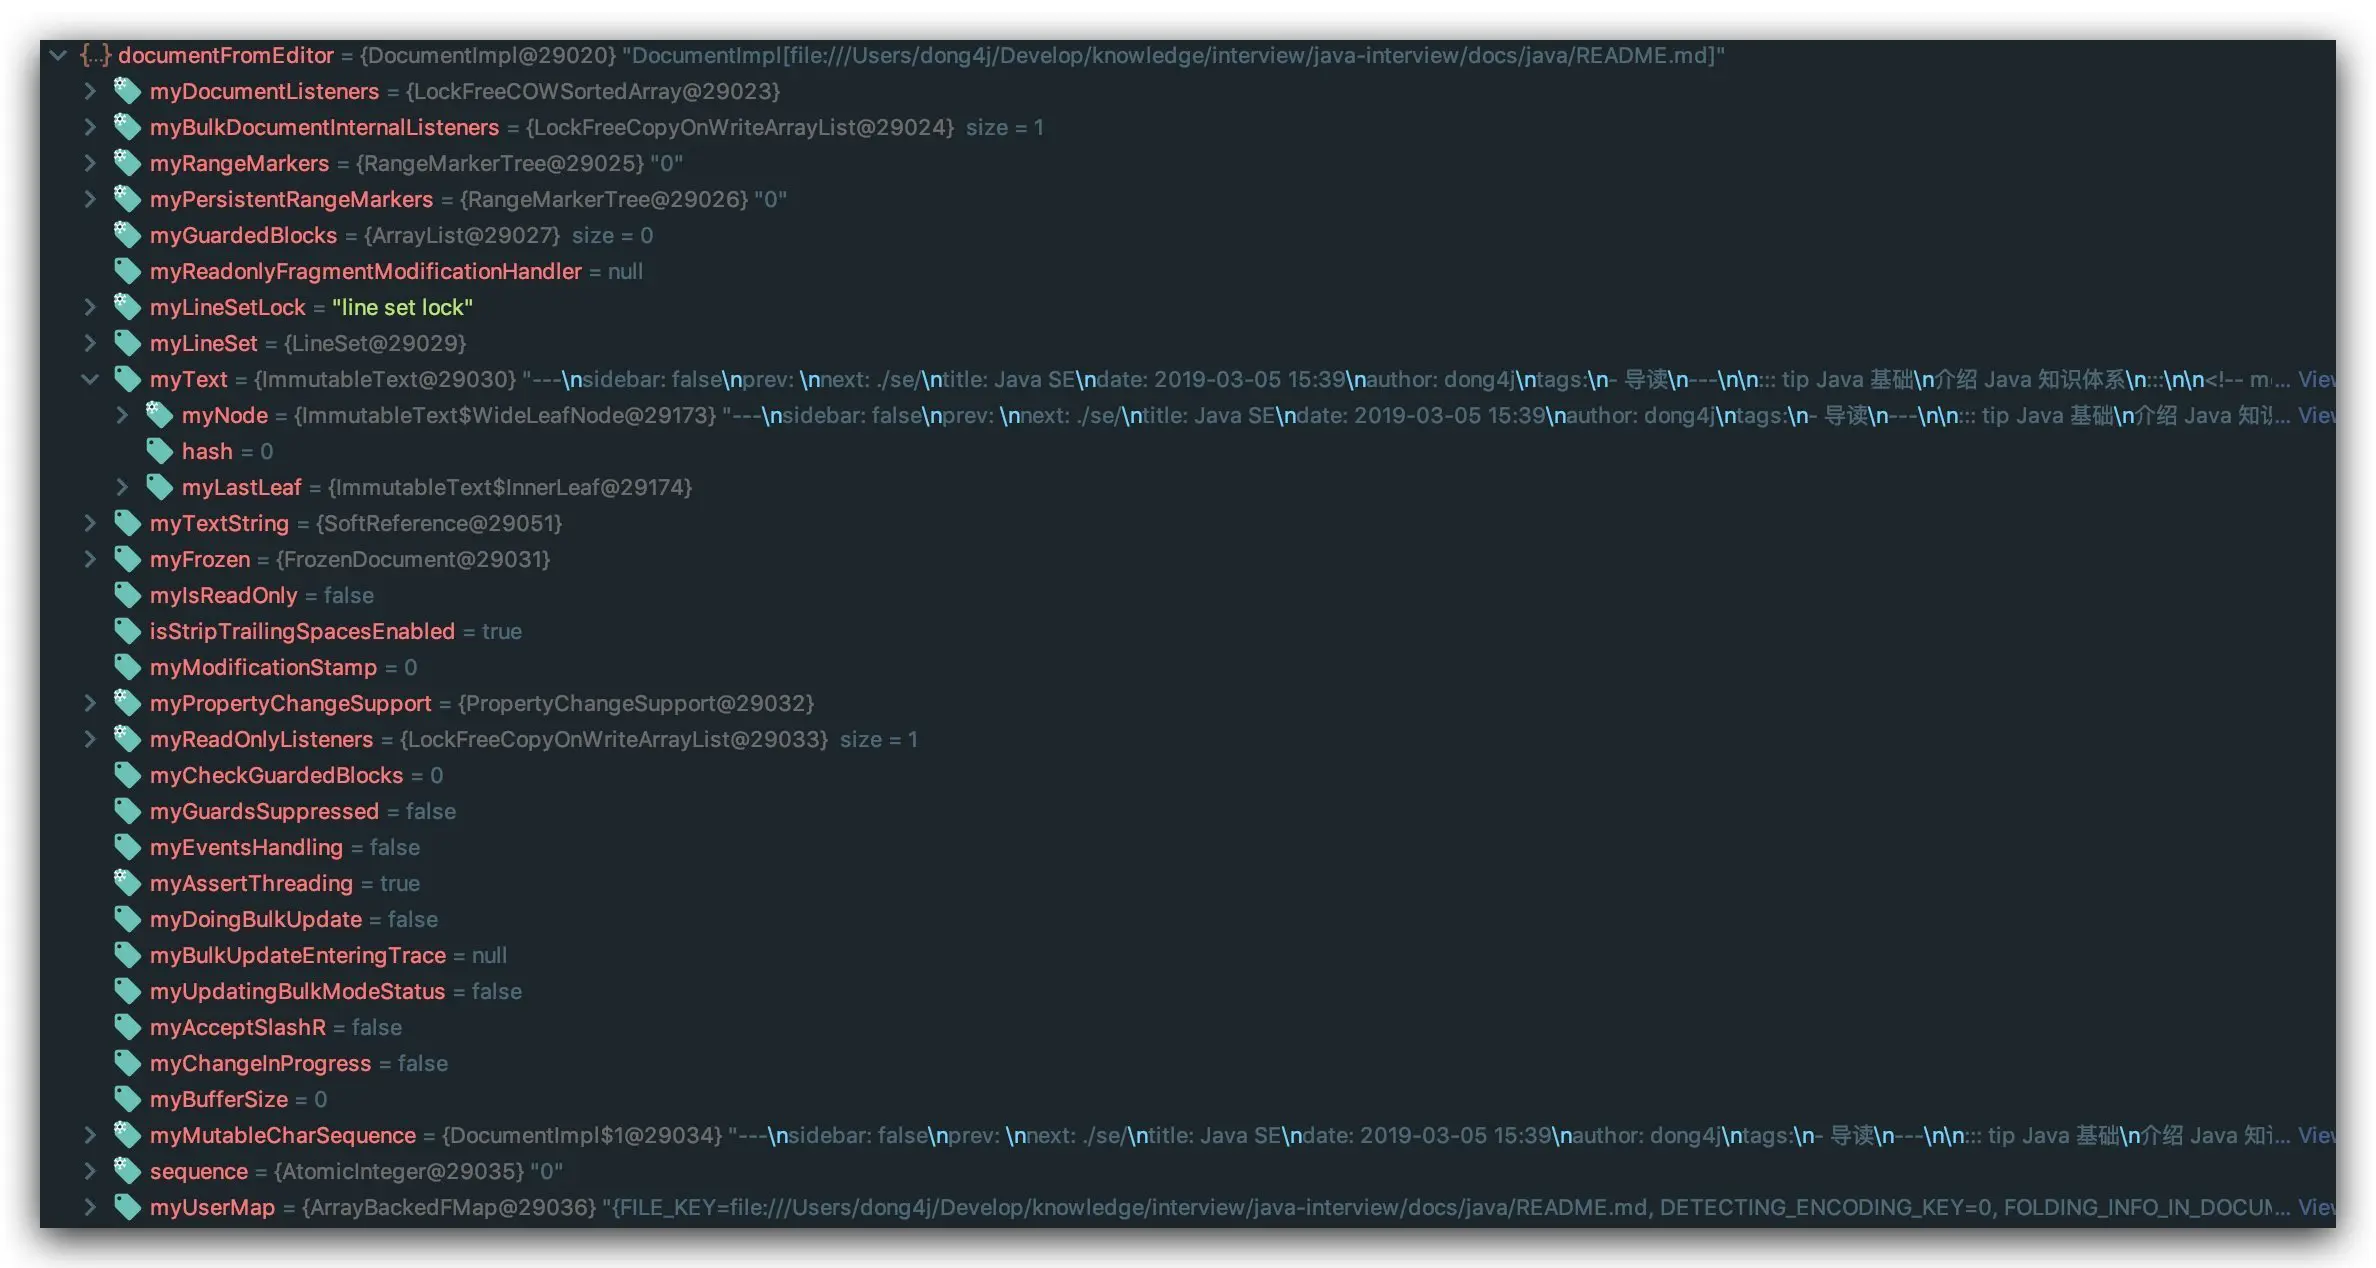 {...} documentFromEditor = {DocumentImpl@29020} "DocumentImpl[file:///Users/dong4j/Develop/knowledge/interview/java-interview/docs/java/README.md]"
myDocumentListeners = {LockFreeCOWSortedArray@29023}
myBulkDocumentInternalListeners = {LockFreeCopyOnWriteArrayList@29024} size = 1
myRangeMarkers = {RangeMarkerTree@29025} "0"
myPersistentRangeMarkers = {RangeMarkerTree@29026} "0"
myGuardedBlocks = {ArrayList@29027} size = 0
myReadonlyFragmentModificationHandler = null
myLineSetLock = "line set lock"
myLineSet = {LineSet@29029}
myText = {ImmutableText@29030} "---\nsidebar: false\nprev: \nnext: ./se/\ntitle: Java SE\ndate: 2019-03-05 15:39\nauthor: dong4j\ntags:\n- 导读\n---\n\n::: tip Java 基础\n介绍 Java 知识体系\n:::\n\n<!-- m... View
myNode = {ImmutableText$WideLeafNode@29173} "---\nsidebar: false\nprev: \nnext: ./se/\ntitle: Java SE\ndate: 2019-03-05 15:39\nauthor: dong4j\ntags:\n- 导读\n---\n\n::: tip Java 基础\n介绍 Java 知... View
hash = 0
myLastLeaf = {ImmutableText$InnerLeaf@29174}
myTextString = {SoftReference@29051}
myFrozen = {FrozenDocument@29031}
myIsReadOnly = false
isStripTrailingSpacesEnabled = true
myModificationStamp = 0
myPropertyChangeSupport = {PropertyChangeSupport@29032}
myReadOnlyListeners = {LockFreeCopyOnWriteArrayList@29033} size = 1
myCheckGuardedBlocks = 0
myGuardsSuppressed = false
myEventsHandling = false
myAssertThreading = true
myDoingBulkUpdate = false
myBulkUpdateEnteringTrace = null
myUpdatingBulkModeStatus = false
myAcceptSlashR = false
myChangeInProgress = false
myBufferSize = 0
myMutableCharSequence = {DocumentImpl$1@29034} "---\nsidebar: false\nprev: \nnext: ./se/\ntitle: Java SE\ndate: 2019-03-05 15:39\nauthor: dong4j\ntags:\n- 导读\n---\n\n::: tip Java 基础\n介绍 Java 知... View
sequence = {AtomicInteger@29035} "0"
myUserMap = {ArrayBackedFMap@29036} "{FILE_KEY=file:///Users/dong4j/Develop/knowledge/interview/java-interview/docs/java/README.md, DETECTING_ENCODING_KEY=0, FOLDING_INFO_IN_DOCUM... View